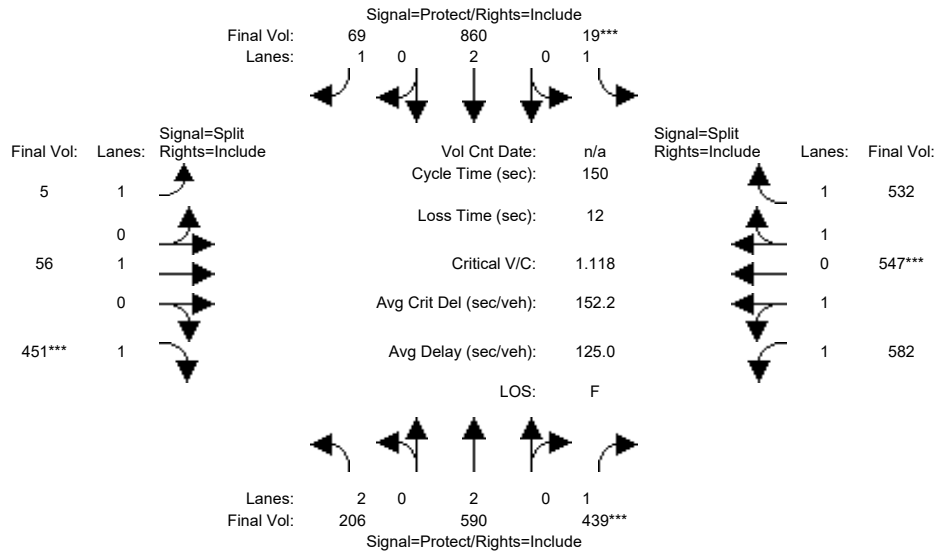 Signal=Protect/Rights=Include
Final Vol: 69 860 19***
Lanes: 1 0 2 0 1
Signal=Split
Final Vol: Lanes: Rights=Include Vol Cnt Date: n/a
Signal=Split
Rights=Include Lanes: Final Vol:
Cycle Time (sec): 150
5 1 1 532
Loss Time (sec): 12
0 1
56 1 Critical V/C: 1.118 0 547***
0 Avg Crit Del (sec/veh): 152.2 1
451*** 1 Avg Delay (sec/veh): 125.0 1 582
LOS: F
Lanes: 2 0 2 0 1
Final Vol: 206 590 439***
Signal=Protect/Rights=Include